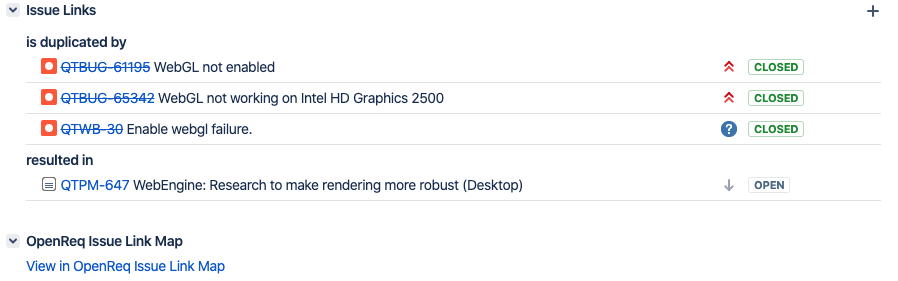 Issue Links
is duplicated by
QTBUG-61195 WebGL not enabled CLOSED
QTBUG-65342 WebGL not working on Intel HD Graphics 2500 CLOSED
QTWB-30 Enable webgl failure. ? CLOSED
resulted in
QTPM-647 WebEngine: Research to make rendering more robust (Desktop) OPEN
OpenReq Issue Link Map
View in OpenReq Issue Link Map